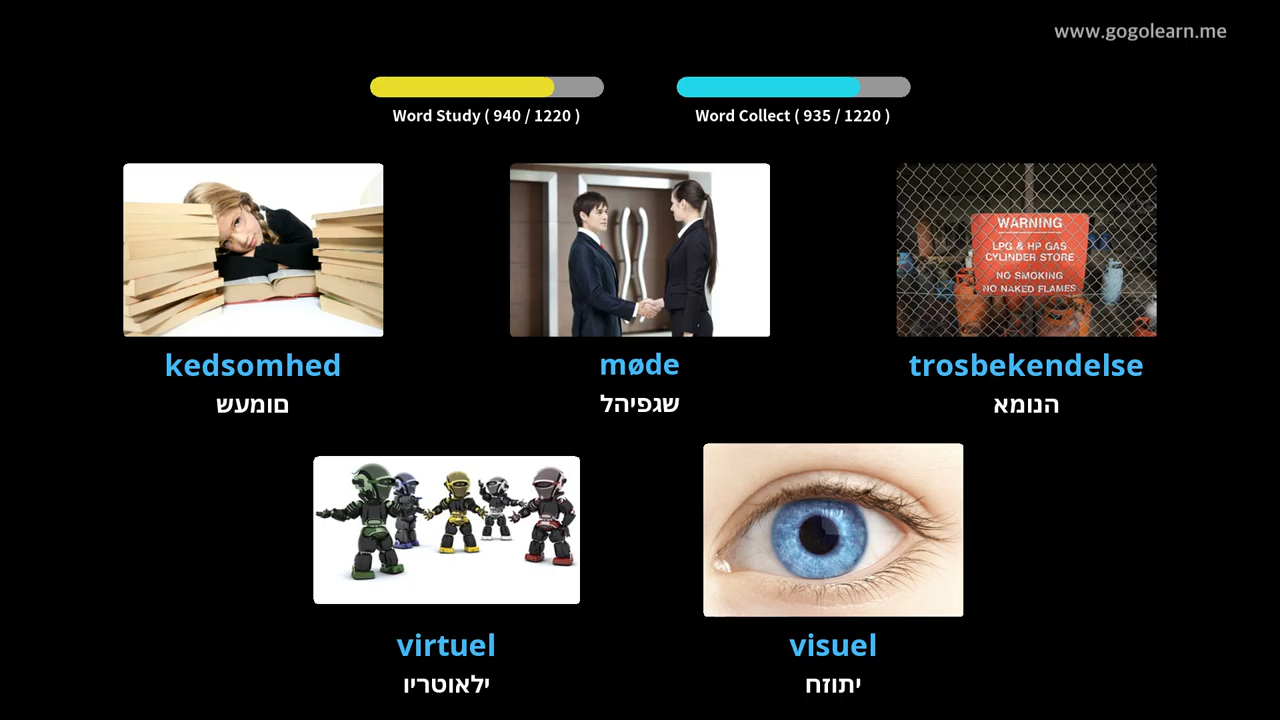 www.gogolearn.me
Word Study ( 940 / 1220 )
Word Collect ( 935 / 1220 )
WARNING
LPG & HP GAS
CYLINDER STORE
NO SMOKING
NO NAKED FLAMES
kedsomhed
םומעש
møde
שגפיהל
trosbekendelse
הנומא
virtuel
ילאוטריו
visuel
יתוזח